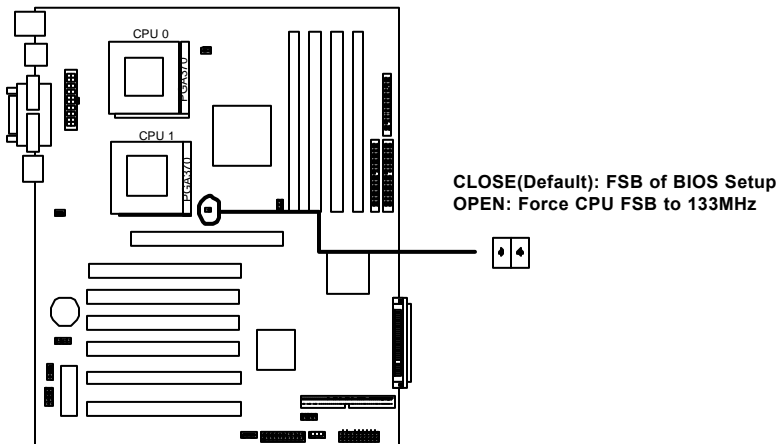 CPU 0
PGA370
CPU 1
PGA370
CLOSE(Default): FSB of BIOS Setup
OPEN: Force CPU FSB to 133MHz